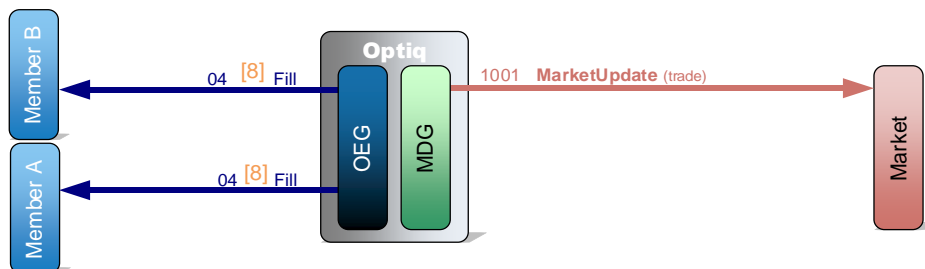 Member B
Optiq
04 [8] Fill
1001 MarketUpdate (trade)
OEG
MDG
Market
04 [8] Fill
Member A